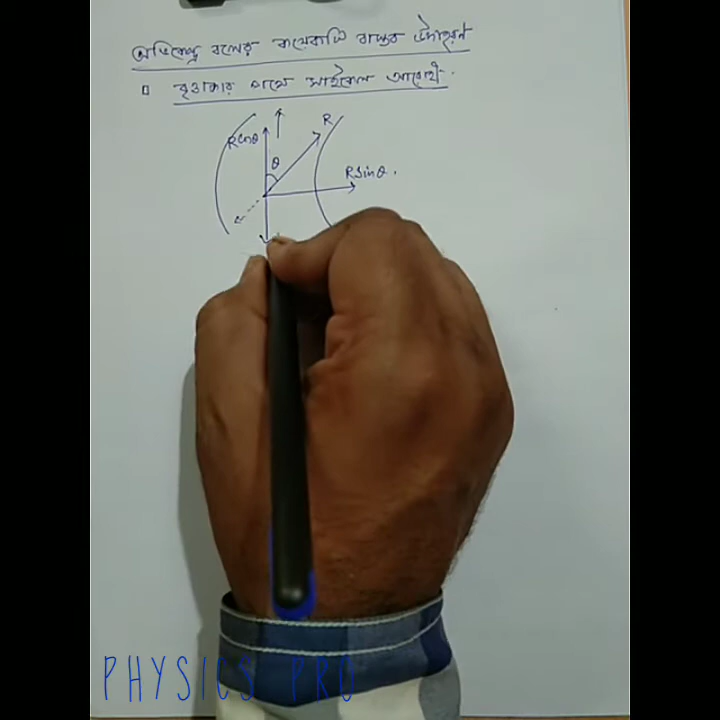 অভিকেন্দ্র বলের কয়েকটি বাস্তব উদাহরণ
বৃত্তাকার পথে সাইকেল আরোহী.
R
Rcosθ
θ
Rsinθ.
PHYSICS PRO